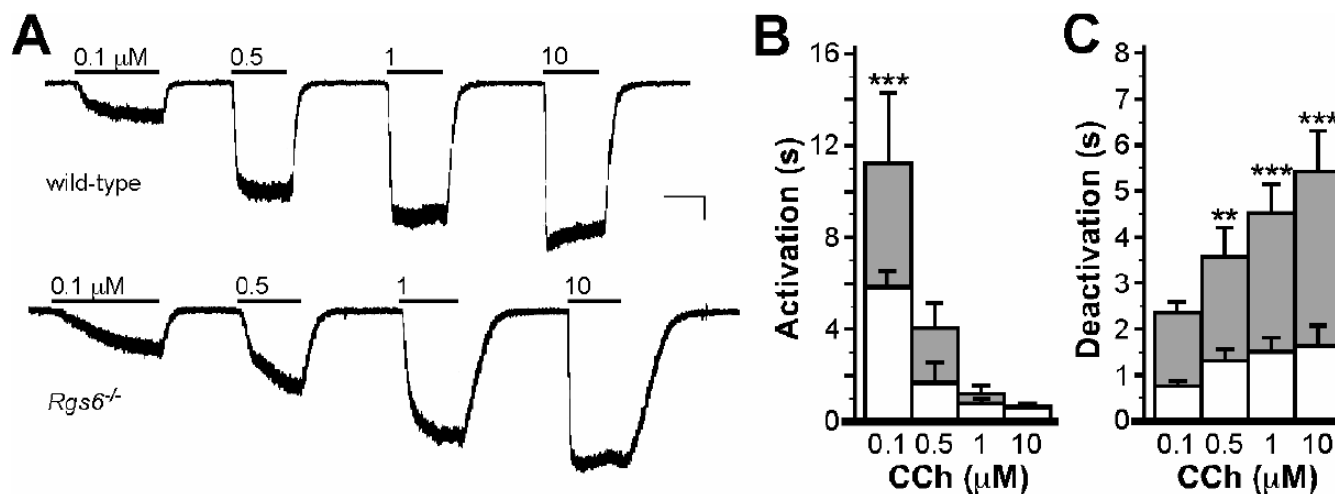 A
0.1 μM 0.5 1 10
wild-type
0.1 μM 0.5 1 10
Rgs6-/-
B
16
12
8
4
0
Activation (s)
***
0.1 0.5 1 10
CCh (μM)
C
8
7
6
5
4
3
2
1
0
Deactivation (s)
**
***
***
0.1 0.5 1 10
CCh (μM)